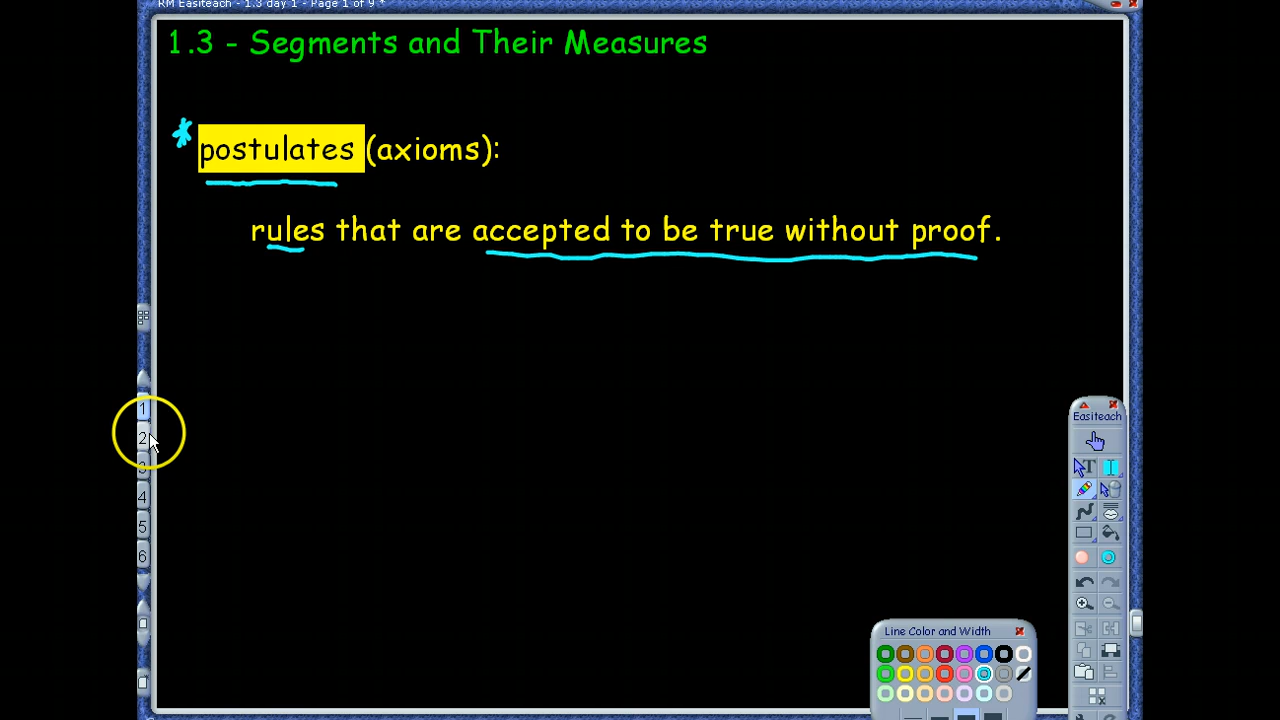 RM Easiteach - 1.3 day 1 - Page 1 of 9 *
1.3 - Segments and Their Measures
*postulates (axioms):
rules that are accepted to be true without proof.
1
2
3
4
5
6
Easiteach
T
Line Color and Width